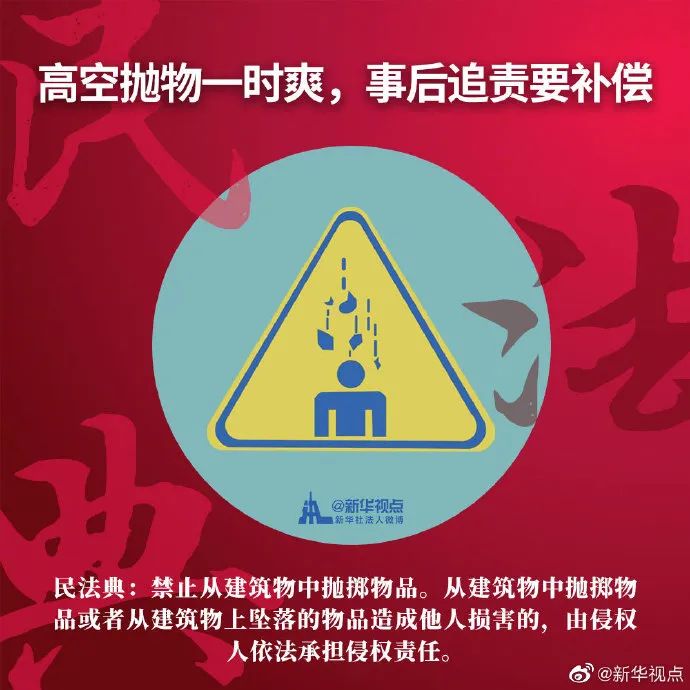 高空抛物一时爽，事后追责要补偿
民
法
典
@新华视点
新华社法人微博
民法典：禁止从建筑物中抛掷物品。从建筑物中抛掷物
品或者从建筑物上坠落的物品造成他人损害的，由侵权
人依法承担侵权责任。
@新华视点